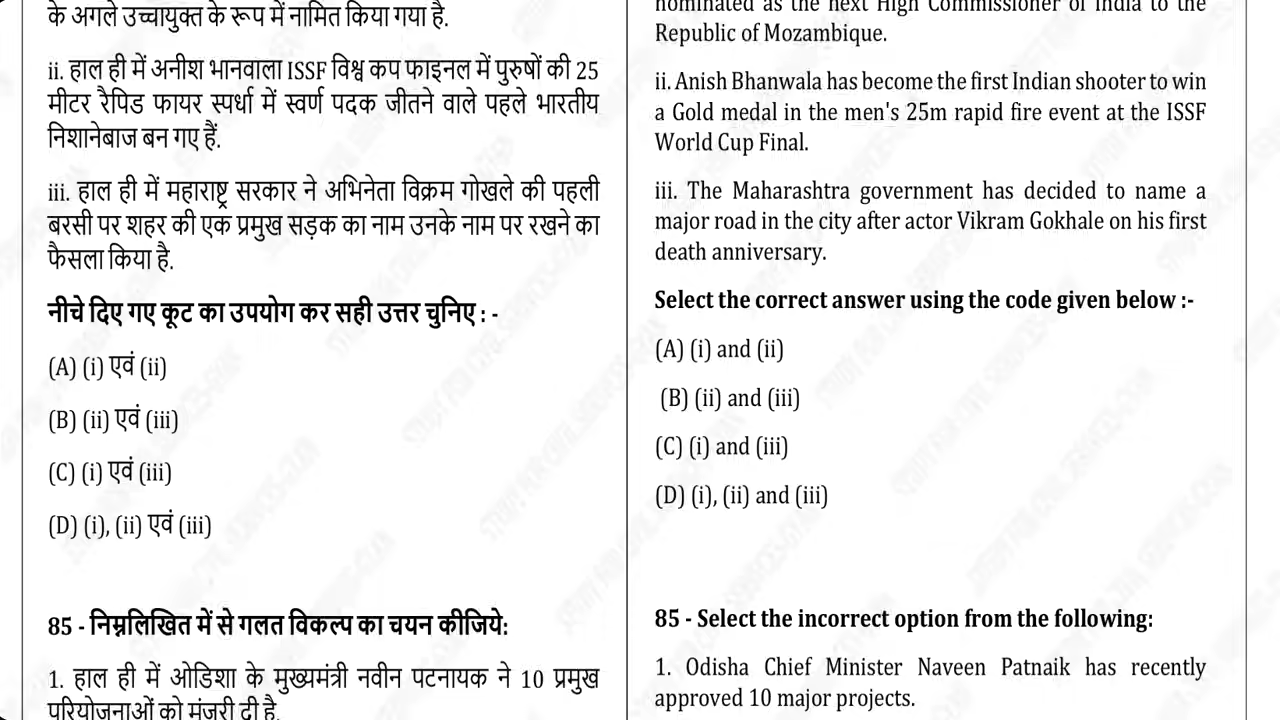 के अगले उच्चायुक्त के रूप में नामित किया गया है.
ii. हाल ही में अनीश भानवाला ISSF विश्व कप फाइनल में पुरुषों की 25
मीटर रैपिड फायर स्पर्धा में स्वर्ण पदक जीतने वाले पहले भारतीय
निशानेबाज बन गए हैं.
iii. हाल ही में महाराष्ट्र सरकार ने अभिनेता विक्रम गोखले की पहली
बरसी पर शहर की एक प्रमुख सड़क का नाम उनके नाम पर रखने का
फैसला किया है.
नीचे दिए गए कूट का उपयोग कर सही उत्तर चुनिए : -
(A) (i) एवं (ii)
(B) (ii) एवं (iii)
(C) (i) एवं (iii)
(D) (i), (ii) एवं (iii)
85 - निम्नलिखित में से गलत विकल्प का चयन कीजिये:
1. हाल ही में ओडिशा के मुख्यमंत्री नवीन पटनायक ने 10 प्रमुख
परियोजनाओं को मंजूरी दी है.
nominated as the next High Commissioner of India to the
Republic of Mozambique.
ii. Anish Bhanwala has become the first Indian shooter to win
a Gold medal in the men's 25m rapid fire event at the ISSF
World Cup Final.
iii. The Maharashtra government has decided to name a
major road in the city after actor Vikram Gokhale on his first
death anniversary.
Select the correct answer using the code given below :-
(A) (i) and (ii)
(B) (ii) and (iii)
(C) (i) and (iii)
(D) (i), (ii) and (iii)
85 - Select the incorrect option from the following:
1. Odisha Chief Minister Naveen Patnaik has recently
approved 10 major projects.